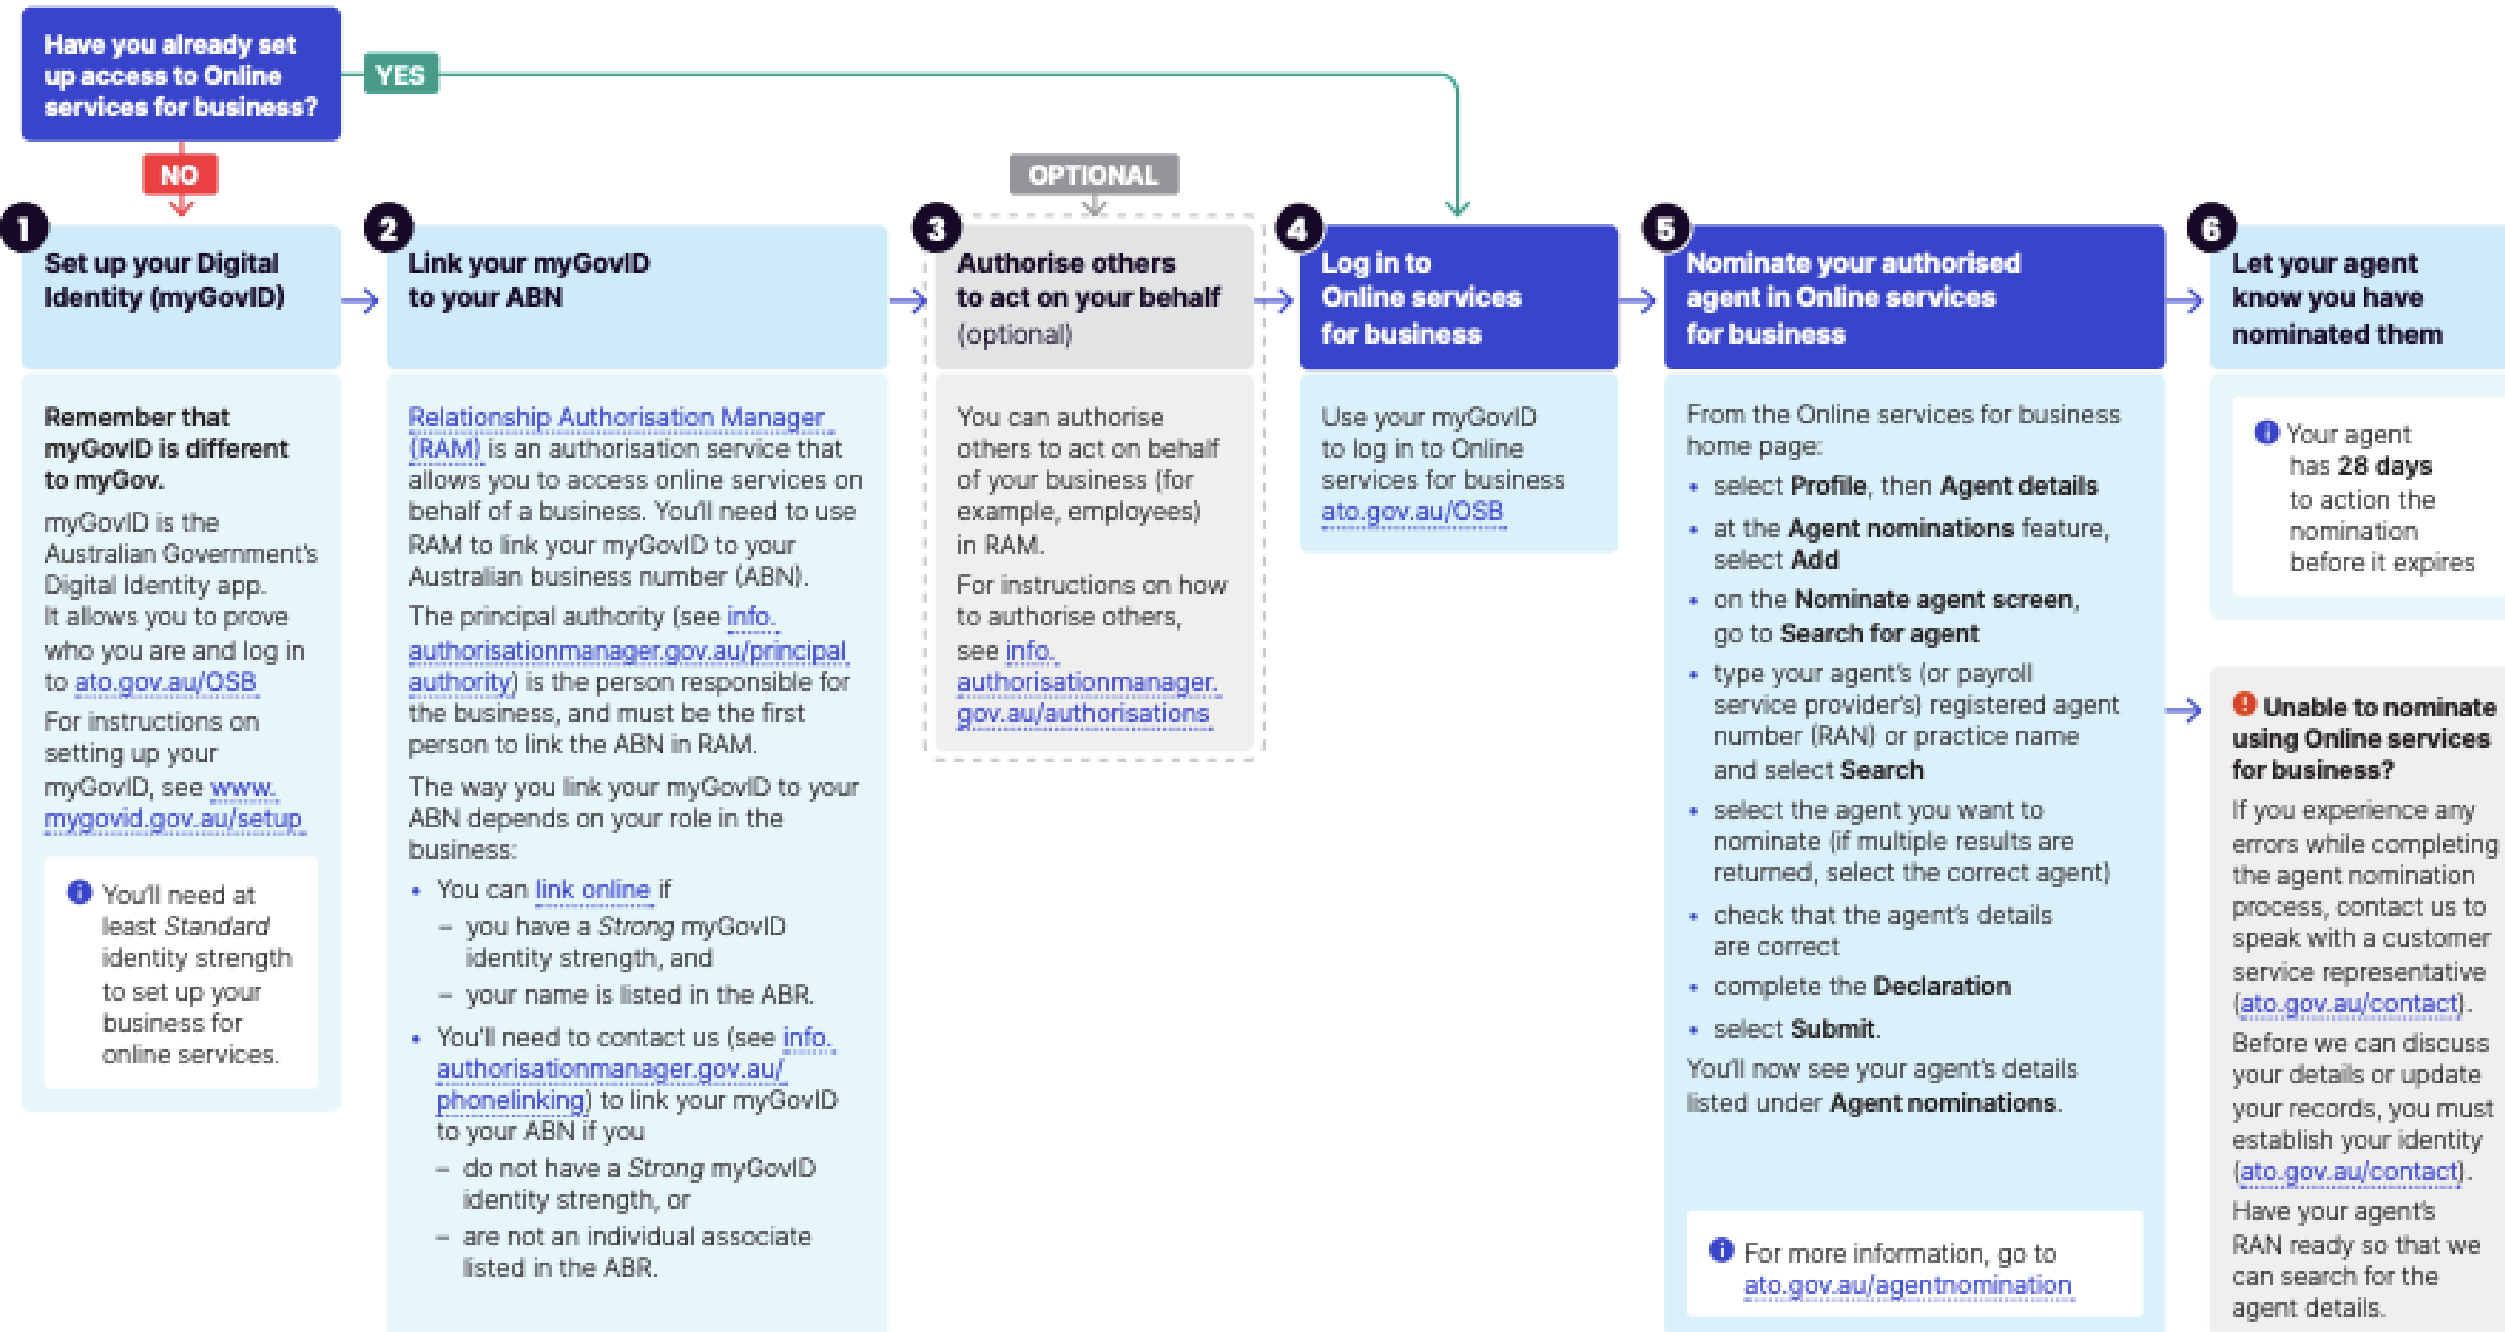 Have you already set
up access to Online
services for business?
YES
NO
OPTIONAL
1
Set up your Digital
Identity (myGovID)
Remember that
myGovID is different
to myGov.
myGovID is the
Australian Government's
Digital Identity app.
It allows you to prove
who you are and log in
to ato.gov.au/OSB
For instructions on
setting up your
myGovID, see www.
mygovid.gov.au/setup
You'll need at
least Standard
identity strength
to set up your
business for
online services.
2
Link your myGovID
to your ABN
Relationship Authorisation Manager
(RAM) is an authorisation service that
allows you to access online services on
behalf of a business. You'll need to use
RAM to link your myGovID to your
Australian business number (ABN).
The principal authority (see info.
authorisationmanager.gov.au/principal
authority) is the person responsible for
the business, and must be the first
person to link the ABN in RAM.
The way you link your myGovID to your
ABN depends on your role in the
business:
• You can link online if
– you have a Strong myGovID
identity strength, and
– your name is listed in the ABR.
• You'll need to contact us (see info.
authorisationmanager.gov.au/
phonelinking) to link your myGovID
to your ABN if you
– do not have a Strong myGovID
identity strength, or
– are not an individual associate
listed in the ABR.
3
Authorise others
to act on your behalf
(optional)
You can authorise
others to act on behalf
of your business (for
example, employees)
in RAM.
For instructions on how
to authorise others,
see info.
authorisationmanager.
gov.au/authorisations
4
Log in to
Online services
for business
Use your myGovID
to log in to Online
services for business
ato.gov.au/OSB
5
Nominate your authorised
agent in Online services
for business
From the Online services for business
home page:
• select Profile, then Agent details
• at the Agent nominations feature,
select Add
• on the Nominate agent screen,
go to Search for agent
• type your agent's (or payroll
service provider's) registered agent
number (RAN) or practice name
and select Search
• select the agent you want to
nominate (if multiple results are
returned, select the correct agent)
• check that the agent's details
are correct
• complete the Declaration
• select Submit.
You'll now see your agent's details
listed under Agent nominations.
For more information, go to
ato.gov.au/agentnomination
6
Let your agent
know you have
nominated them
Your agent
has 28 days
to action the
nomination
before it expires
Unable to nominate
using Online services
for business?
If you experience any
errors while completing
the agent nomination
process, contact us to
speak with a customer
service representative
(ato.gov.au/contact).
Before we can discuss
your details or update
your records, you must
establish your identity
(ato.gov.au/contact).
Have your agent's
RAN ready so that we
can search for the
agent details.